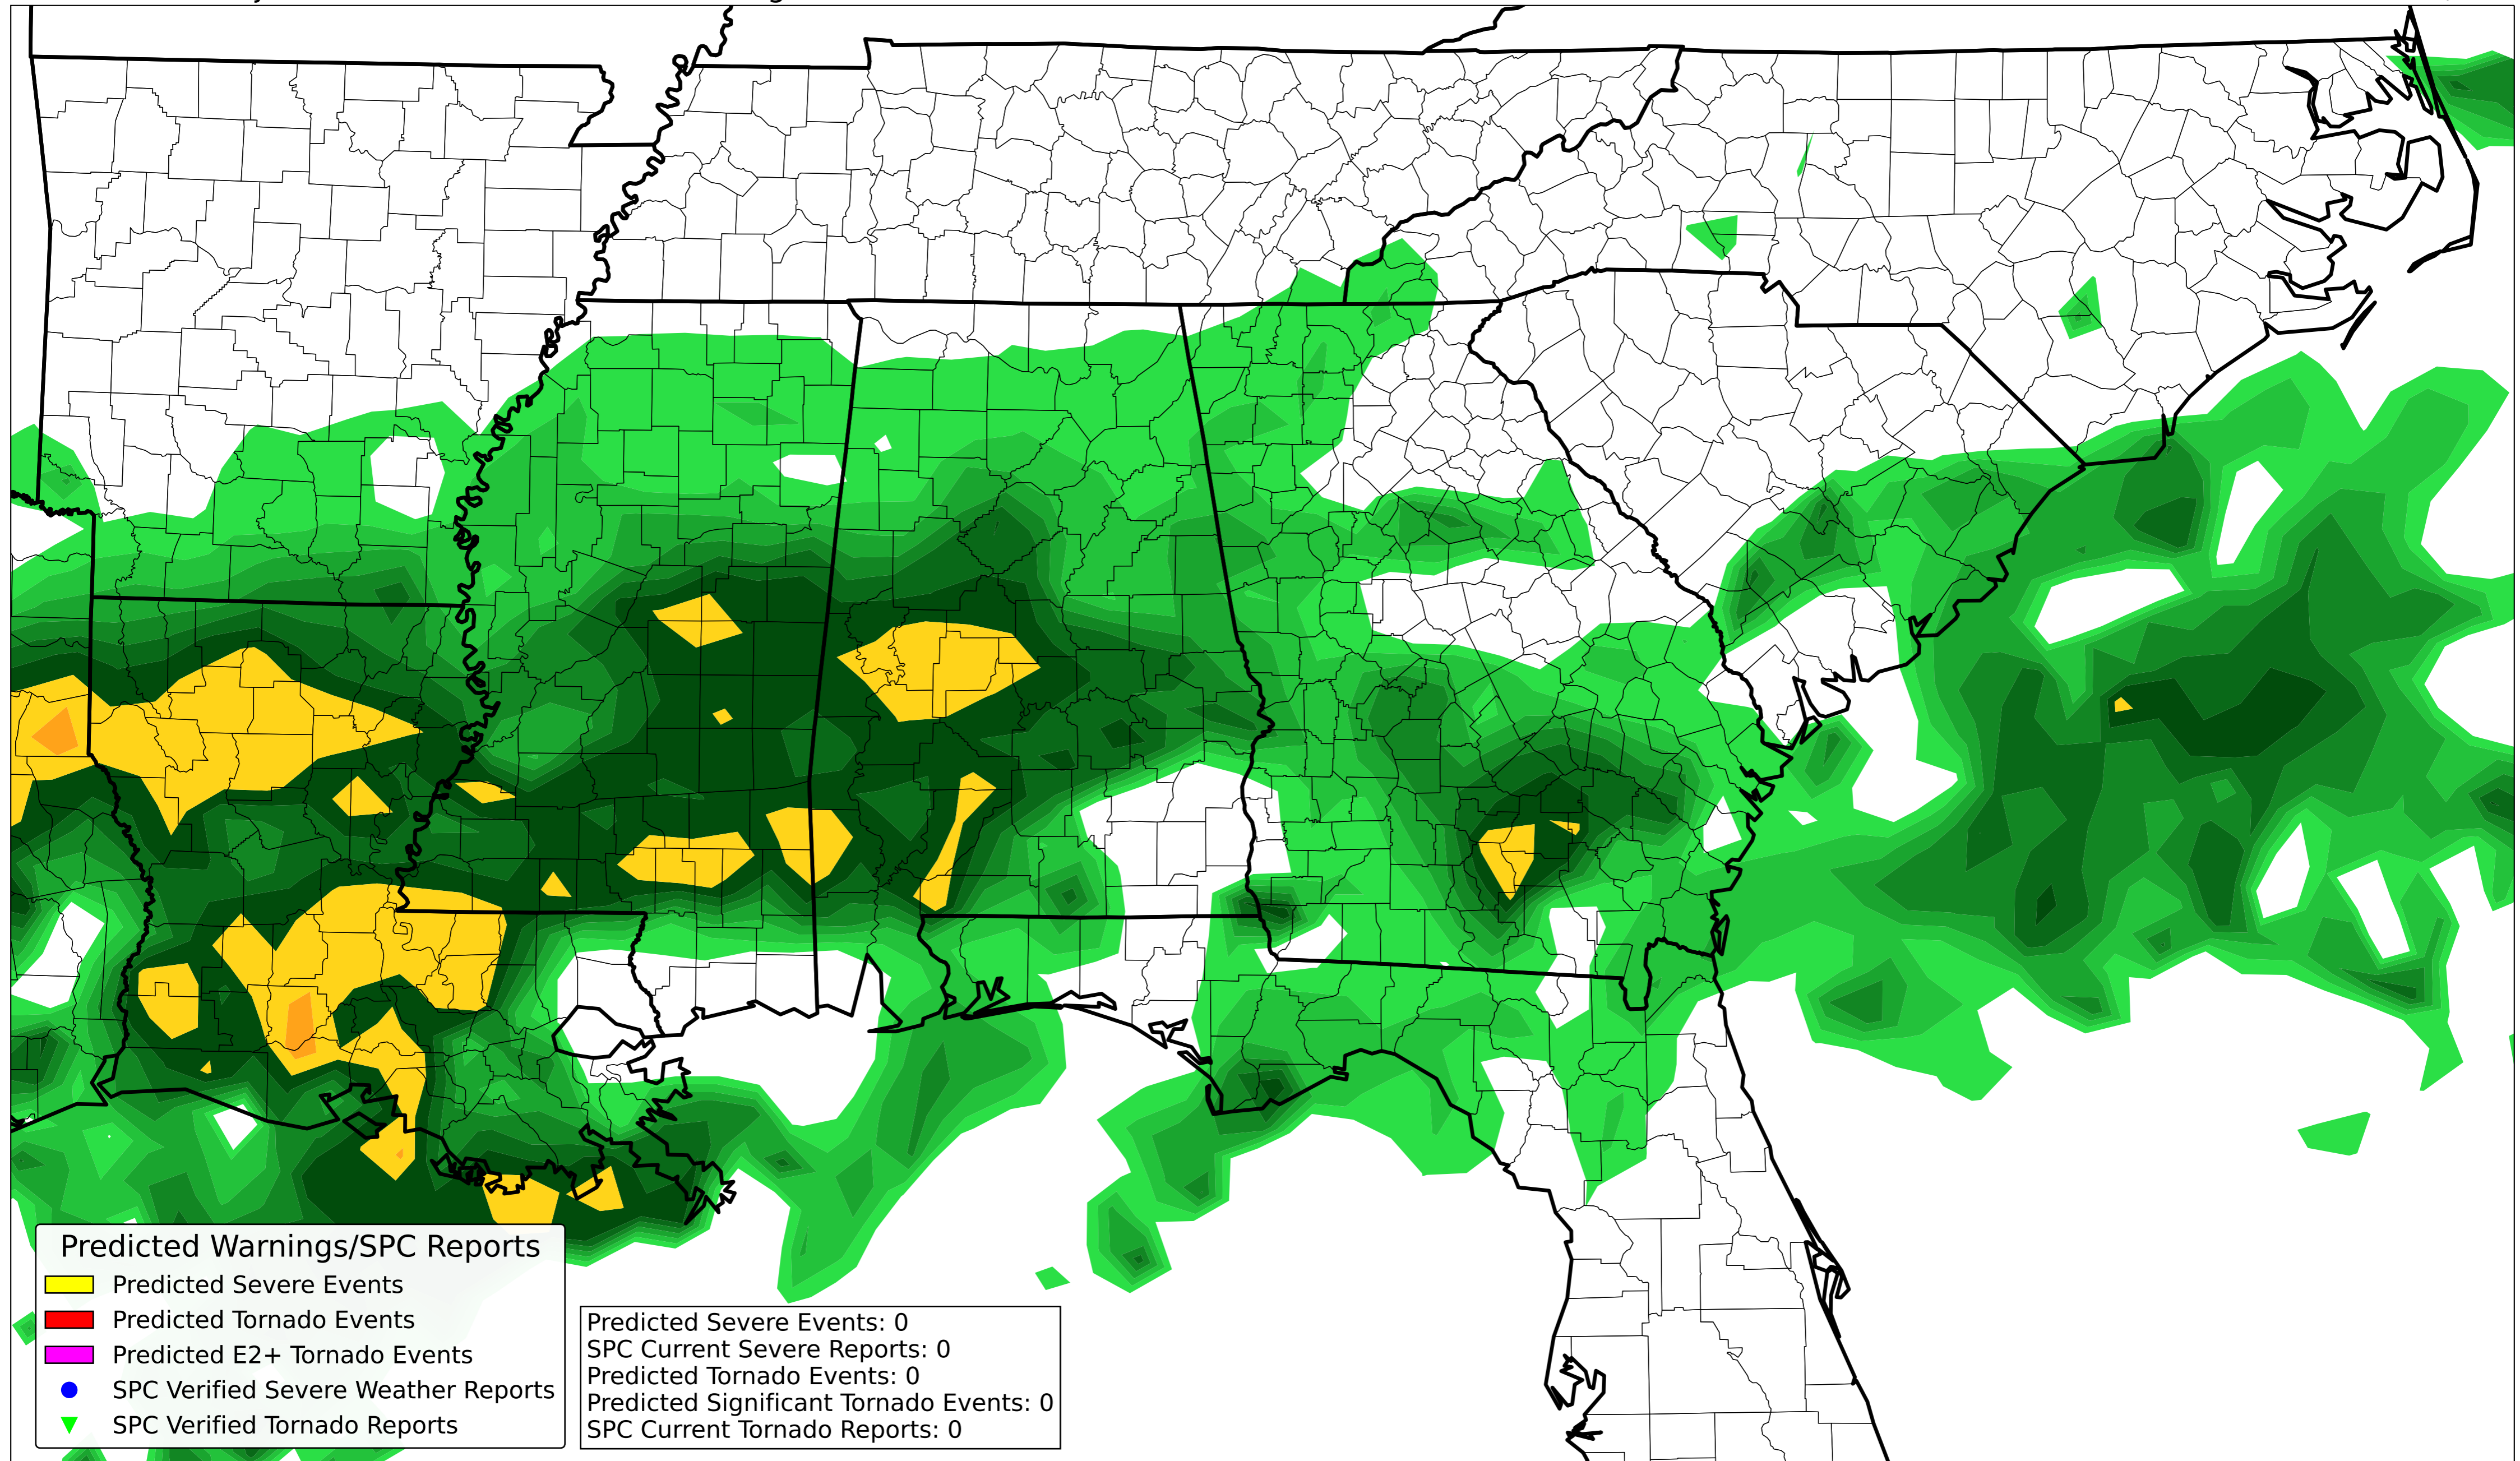 Predicted Warnings/SPC Reports
Predicted Severe Events
Predicted Tornado Events
Predicted E2+ Tornado Events
SPC Verified Severe Weather Reports
SPC Verified Tornado Reports
Predicted Severe Events: 0
SPC Current Severe Reports: 0
Predicted Tornado Events: 0
Predicted Significant Tornado Events: 0
SPC Current Tornado Reports: 0